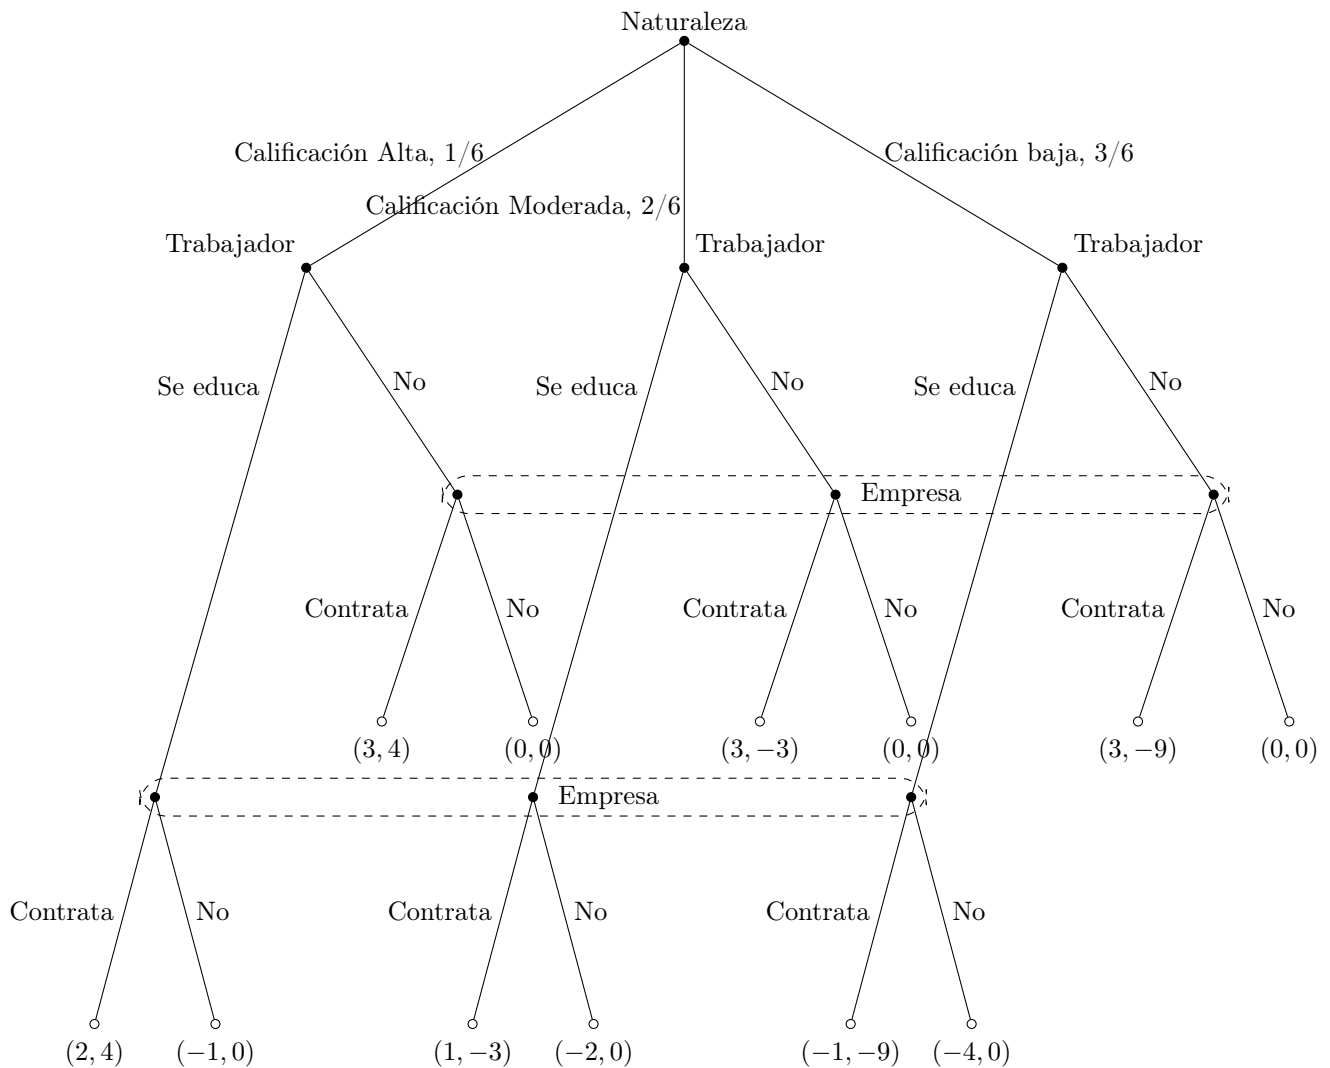 Naturaleza
Calificación Alta, 1/6
Calificación baja, 3/6
Calificación Moderada, 2/6
Trabajador
Trabajador
Trabajador
Se educa
No
Se educa
No
Se educa
No
Empresa
Contrata
No
Contrata
No
Contrata
No
(3, 4)
(0, 0)
(3, −3)
(0, 0)
(3, −9)
(0, 0)
Empresa
Contrata
No
Contrata
No
Contrata
No
(2, 4)
(−1, 0)
(1, −3)
(−2, 0)
(−1, −9)
(−4, 0)